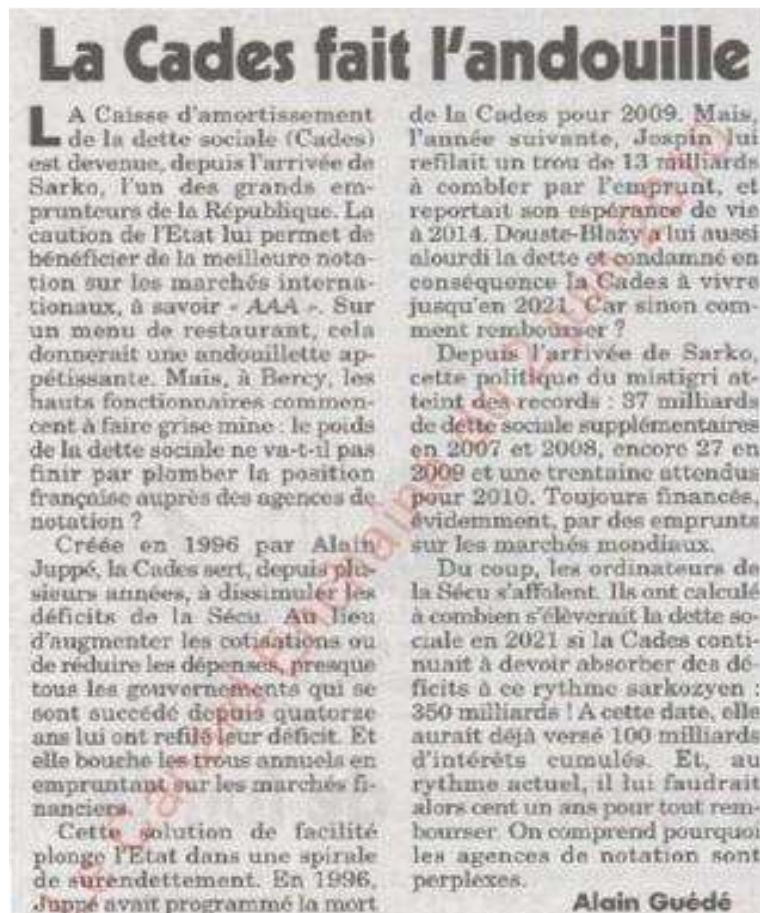 La Cades fait l'andouille
LA Caisse d'amortissement
de la dette sociale (Cades)
est devenue, depuis l'arrivée de
Sarko, l'un des grands em-
prunteurs de la République. La
caution de l'Etat lui permet de
bénéficier de la meilleure nota-
tion sur les marchés interna-
tionaux, à savoir « AAA ». Sur
un menu de restaurant, cela
donnerait une andouillette ap-
pétissante. Mais, à Bercy, les
hauts fonctionnaires commen-
cent à faire grise mine : le poids
de la dette sociale ne va-t-il pas
finir par plomber la position
française auprès des agences de
notation ?
Créée en 1996 par Alain
Juppé, la Cades sert, depuis plu-
sieurs années, à dissimuler les
déficits de la Sécu. Au lieu
d'augmenter les cotisations ou
de réduire les dépenses, presque
tous les gouvernements qui se
sont succédé depuis quatorze
ans lui ont refilé leur déficit. Et
elle bouche les trous annuels en
empruntant sur les marchés fi-
nanciers.
Cette solution de facilité
plonge l'Etat dans une spirale
de surendettement. En 1996,
Juppé avait programmé la mort
de la Cades pour 2009. Mais,
l'année suivante, Jospin lui
refilait un trou de 13 milliards
à combler par l'emprunt, et
reportait son espérance de vie
à 2014. Douste-Blazy a lui aussi
alourdi la dette et condamné en
conséquence la Cades à vivre
jusqu'en 2021. Car sinon com-
ment rembourser ?
Depuis l'arrivée de Sarko,
cette politique du mistigri at-
teint des records : 37 milliards
de dette sociale supplémentaires
en 2007 et 2008, encore 27 en
2009 et une trentaine attendus
pour 2010. Toujours financés,
évidemment, par des emprunts
sur les marchés mondiaux.
Du coup, les ordinateurs de
la Sécu s'affolent. Ils ont calculé
à combien s'élèverait la dette so-
ciale en 2021 si la Cades conti-
nuait à devoir absorber des dé-
ficits à ce rythme sarkozyen :
350 milliards ! A cette date, elle
aurait déjà versé 100 milliards
d'intérêts cumulés. Et, au
rythme actuel, il lui faudrait
alors cent un ans pour tout rem-
bourser. On comprend pourquoi
les agences de notation sont
perplexes.
Alain Guédé